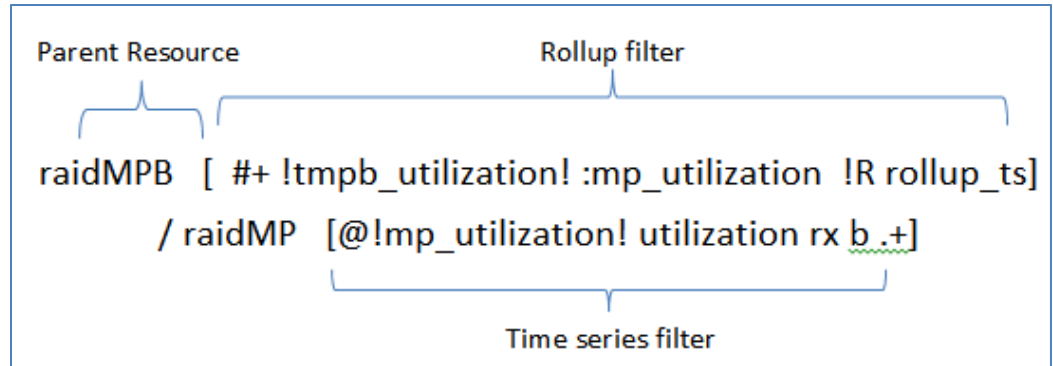 Parent Resource Rollup filter
raidMPB [ #+ !tmpb_utilization! :mp_utilization !R rollup_ts]
/ raidMP [@!mp_utilization! utilization rx b .+]
Time series filter